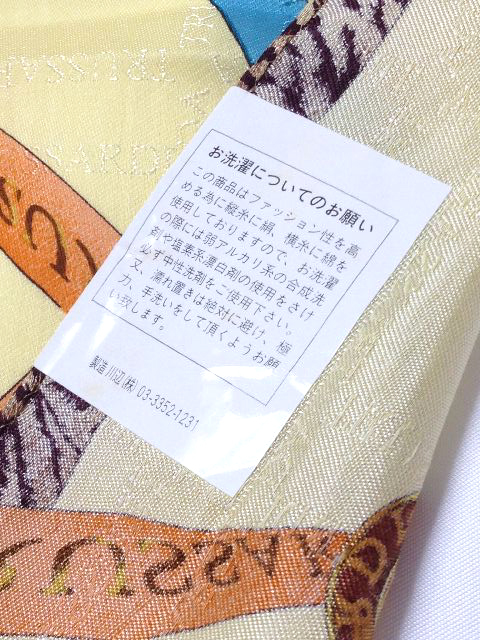 TRUSSA
SSARDI
お洗濯についてのお願い
この商品はファッション性を高
める為に縦糸に絹、横糸に綿を
使用しておりますので、お洗濯
の際には弱アルカリ系の合成洗
剤や塩素系漂白剤の使用をさけ
必ず中性洗剤をご使用下さい。
又、濡れ置きは絶対に避け、極
力、手洗いをして頂くようお願
い致します。
製造 川辺(株) 03-3352-1231